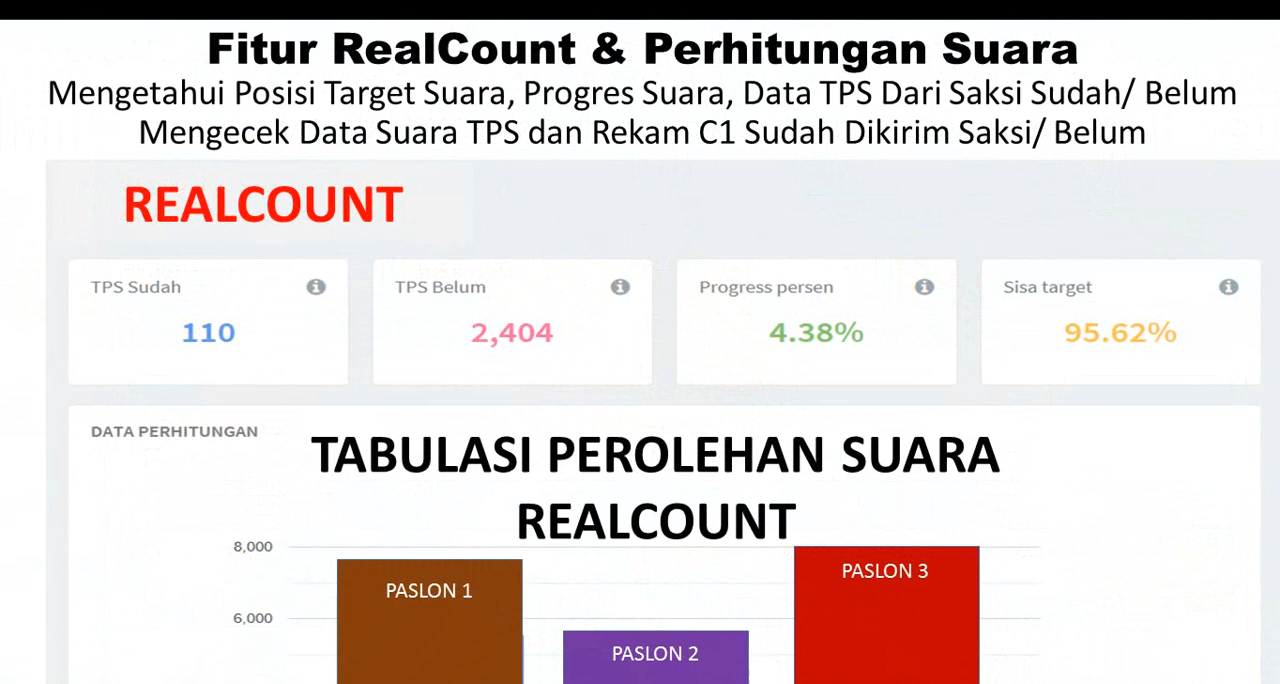 Fitur RealCount & Perhitungan Suara
Mengetahui Posisi Target Suara, Progres Suara, Data TPS Dari Saksi Sudah/ Belum
Mengecek Data Suara TPS dan Rekam C1 Sudah Dikirim Saksi/ Belum
REALCOUNT
TPS Sudah
110
TPS Belum
2,404
Progress persen
4.38%
Sisa target
95.62%
DATA PERHITUNGAN
TABULASI PEROLEHAN SUARA
REALCOUNT
8,000
6,000
PASLON 1
PASLON 2
PASLON 3